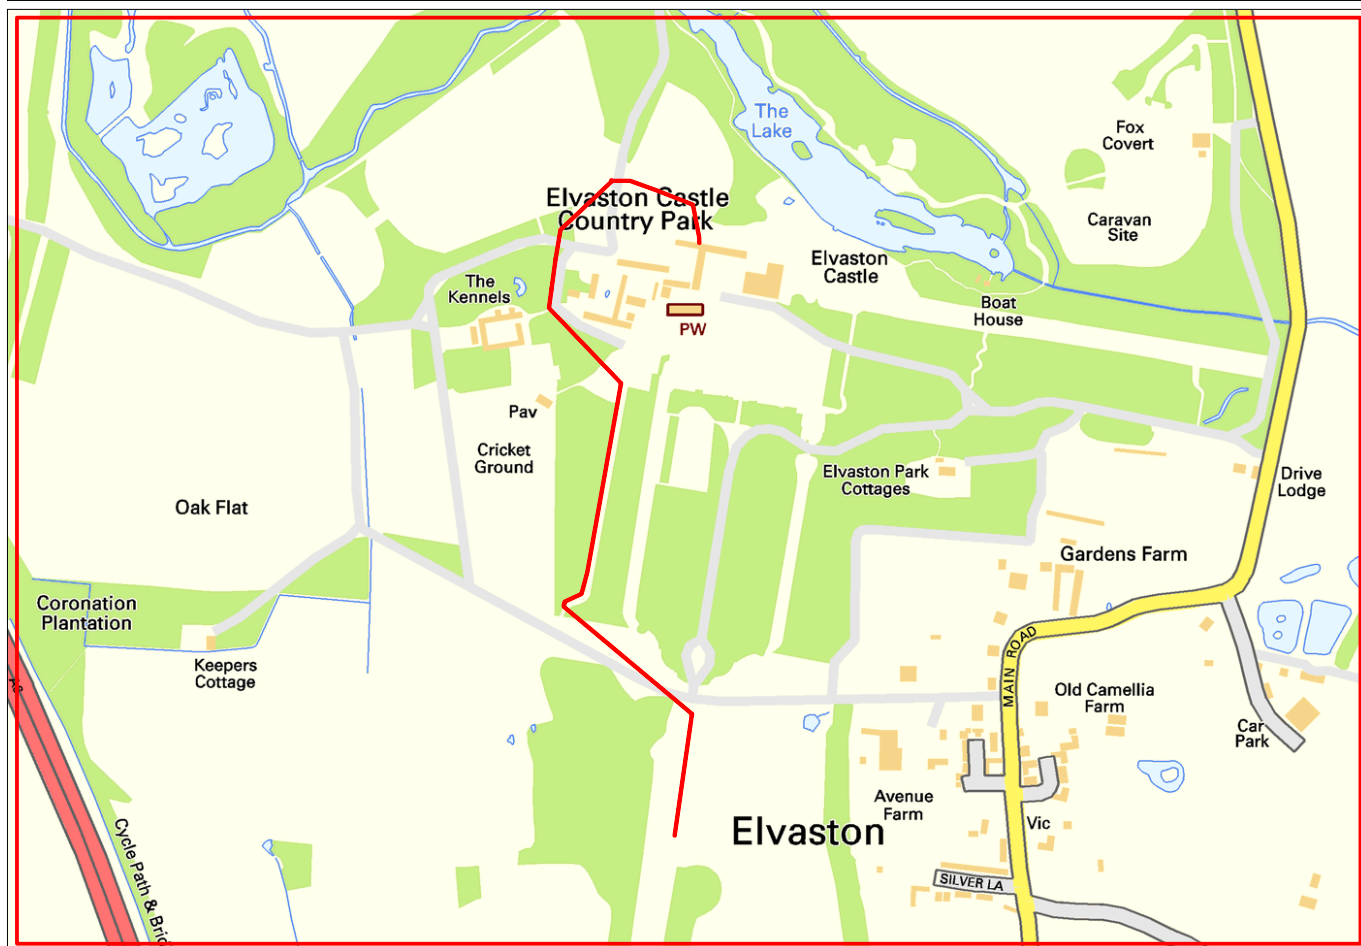 The
Lake
Fox
Covert
Elvaston Castle
Country Park
Caravan
Site
Elvaston
Castle
The
Kennels
Boat
House
PW
Pav
Cricket
Ground
Elvaston Park
Cottages
Drive
Lodge
Oak Flat
Gardens Farm
Coronation
Plantation
MAIN ROAD
Keepers
Cottage
Old Camellia
Farm
Car
Park
Avenue
Farm
Elvaston
Vic
Cycle Path &
SILVER LA